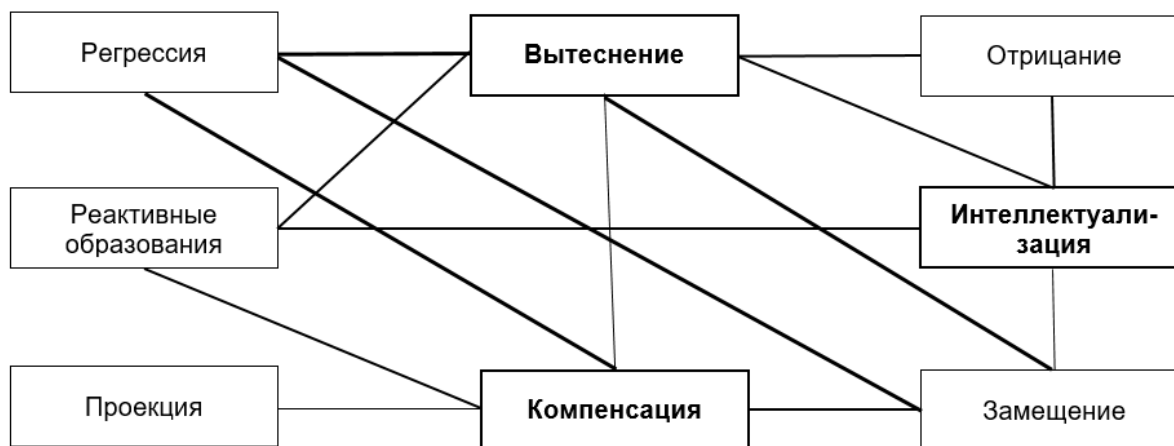 Регрессия
Вытеснение
Отрицание
Реактивные
образования
Интеллектуали-
зация
Проекция
Компенсация
Замещение